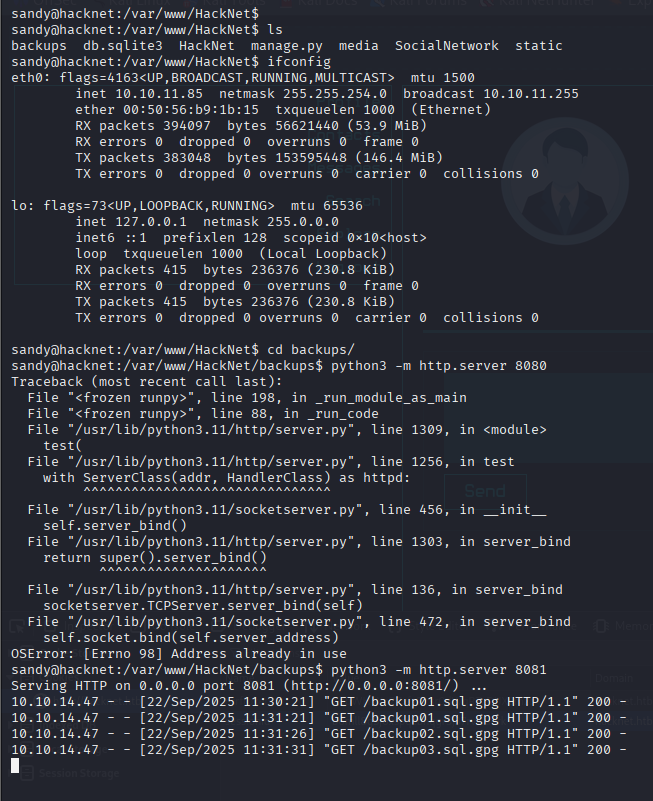 sandy@hacknet:/var/www/HackNet$
sandy@hacknet:/var/www/HackNet$ ls
backups  db.sqlite3  HackNet  manage.py  media  SocialNetwork  static
sandy@hacknet:/var/www/HackNet$ ifconfig
eth0: flags=4163<UP,BROADCAST,RUNNING,MULTICAST>  mtu 1500
        inet 10.10.11.85  netmask 255.255.254.0  broadcast 10.10.11.255
        ether 00:50:56:b9:1b:15  txqueuelen 1000  (Ethernet)
        RX packets 394097  bytes 56621440 (53.9 MiB)
        RX errors 0  dropped 0  overruns 0  frame 0
        TX packets 383048  bytes 153595448 (146.4 MiB)
        TX errors 0  dropped 0 overruns 0  carrier 0  collisions 0

lo: flags=73<UP,LOOPBACK,RUNNING>  mtu 65536
        inet 127.0.0.1  netmask 255.0.0.0
        inet6 ::1  prefixlen 128  scopeid 0×10<host>
        loop  txqueuelen 1000  (Local Loopback)
        RX packets 415  bytes 236376 (230.8 KiB)
        RX errors 0  dropped 0  overruns 0  frame 0
        TX packets 415  bytes 236376 (230.8 KiB)
        TX errors 0  dropped 0 overruns 0  carrier 0  collisions 0

sandy@hacknet:/var/www/HackNet$ cd backups/
sandy@hacknet:/var/www/HackNet/backups$ python3 -m http.server 8080
Traceback (most recent call last):
  File "<frozen runpy>", line 198, in _run_module_as_main
  File "<frozen runpy>", line 88, in _run_code
  File "/usr/lib/python3.11/http/server.py", line 1309, in <module>
    test(
  File "/usr/lib/python3.11/http/server.py", line 1256, in test
    with ServerClass(addr, HandlerClass) as httpd:
         ^^^^^^^^^^^^^^^^^^^^^^^^^^^^^^^
  File "/usr/lib/python3.11/socketserver.py", line 456, in __init__
    self.server_bind()
  File "/usr/lib/python3.11/http/server.py", line 1303, in server_bind
    return super().server_bind()
           ^^^^^^^^^^^^^^^^^^^^^
  File "/usr/lib/python3.11/http/server.py", line 136, in server_bind
    socketserver.TCPServer.server_bind(self)
  File "/usr/lib/python3.11/socketserver.py", line 472, in server_bind
    self.socket.bind(self.server_address)
OSError: [Errno 98] Address already in use
sandy@hacknet:/var/www/HackNet/backups$ python3 -m http.server 8081
Serving HTTP on 0.0.0.0 port 8081 (http://0.0.0.0:8081/) ...
10.10.14.47 - - [22/Sep/2025 11:30:21] "GET /backup01.sql.gpg HTTP/1.1" 200 -
10.10.14.47 - - [22/Sep/2025 11:31:21] "GET /backup01.sql.gpg HTTP/1.1" 200 -
10.10.14.47 - - [22/Sep/2025 11:31:26] "GET /backup02.sql.gpg HTTP/1.1" 200 -
10.10.14.47 - - [22/Sep/2025 11:31:31] "GET /backup03.sql.gpg HTTP/1.1" 200 -
Send
Session Storage